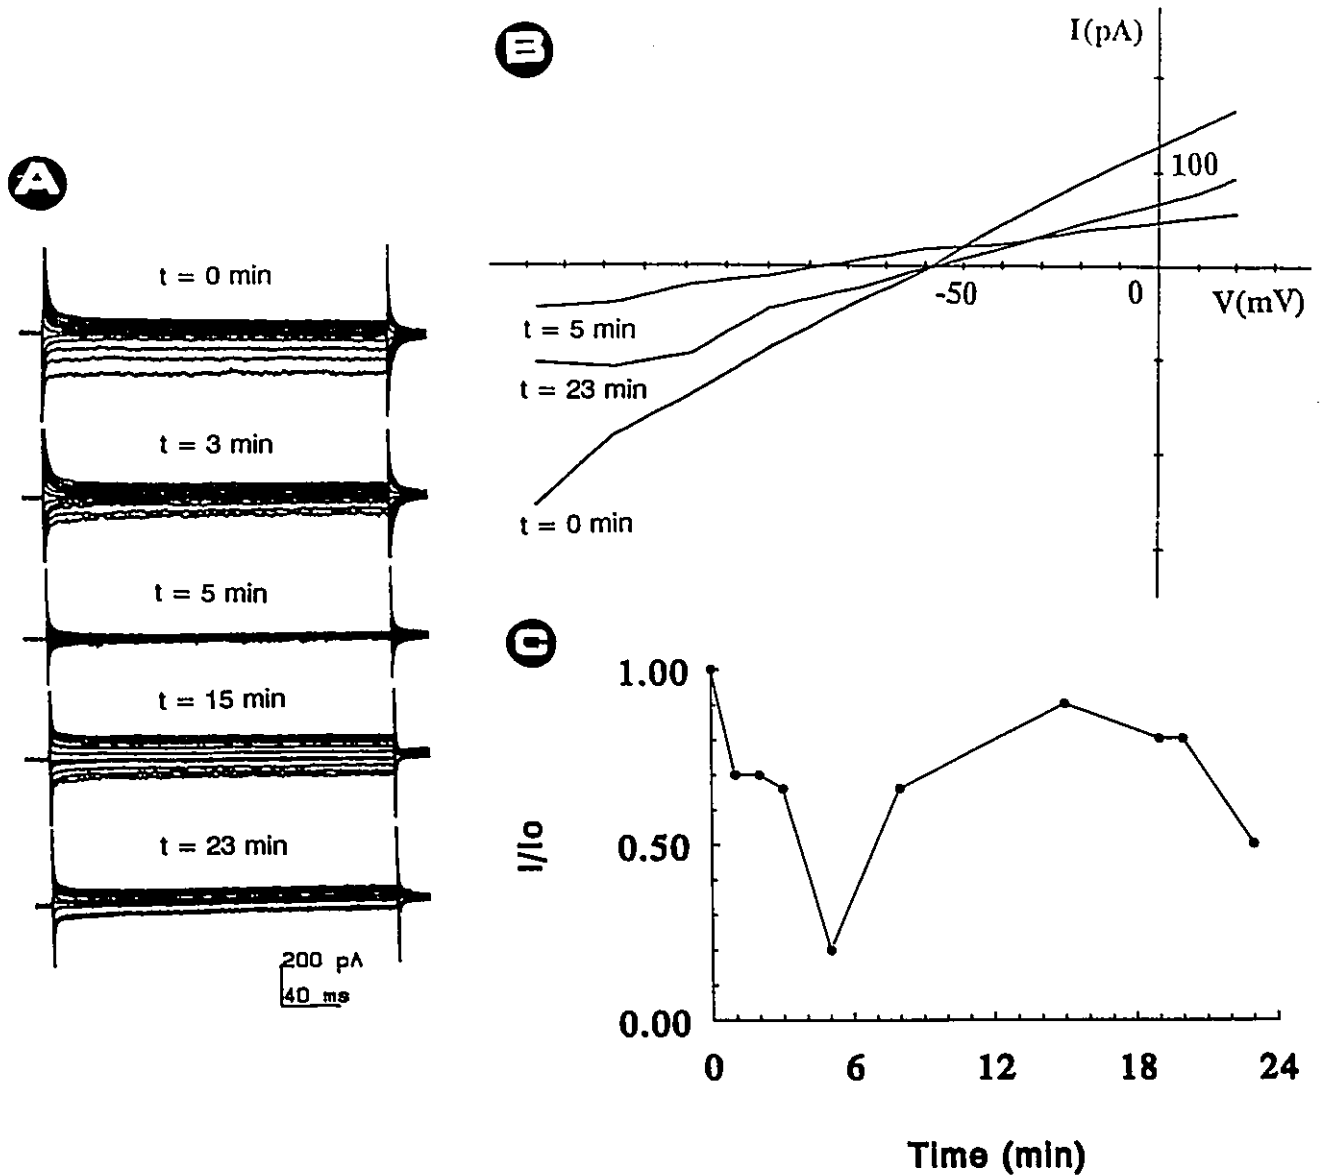 A
t = 0 min
t = 3 min
t = 5 min
t = 15 min
t = 23 min
200 pA
40 ms
B
I(pA)
100
-50
0
V(mV)
t = 5 min
t = 23 min
t = 0 min
C
1.00
0.50
0.00
I/Io
0
6
12
18
24
Time (min)